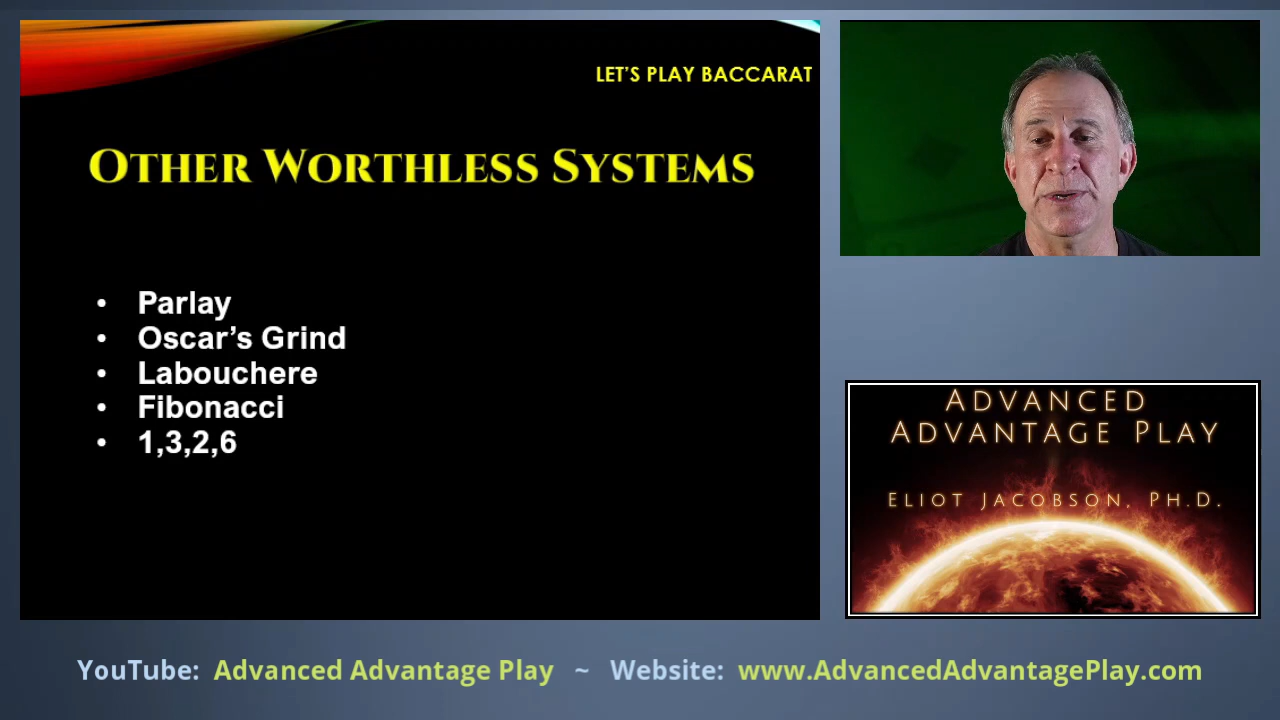 LET'S PLAY BACCARAT
OTHER WORTHLESS SYSTEMS
• Parlay
• Oscar’s Grind
• Labouchere
• Fibonacci
• 1,3,2,6
ADVANCED
ADVANTAGE PLAY
ELIOT JACOBSON, PH.D.
YouTube: Advanced Advantage Play ~ Website: www.AdvancedAdvantagePlay.com